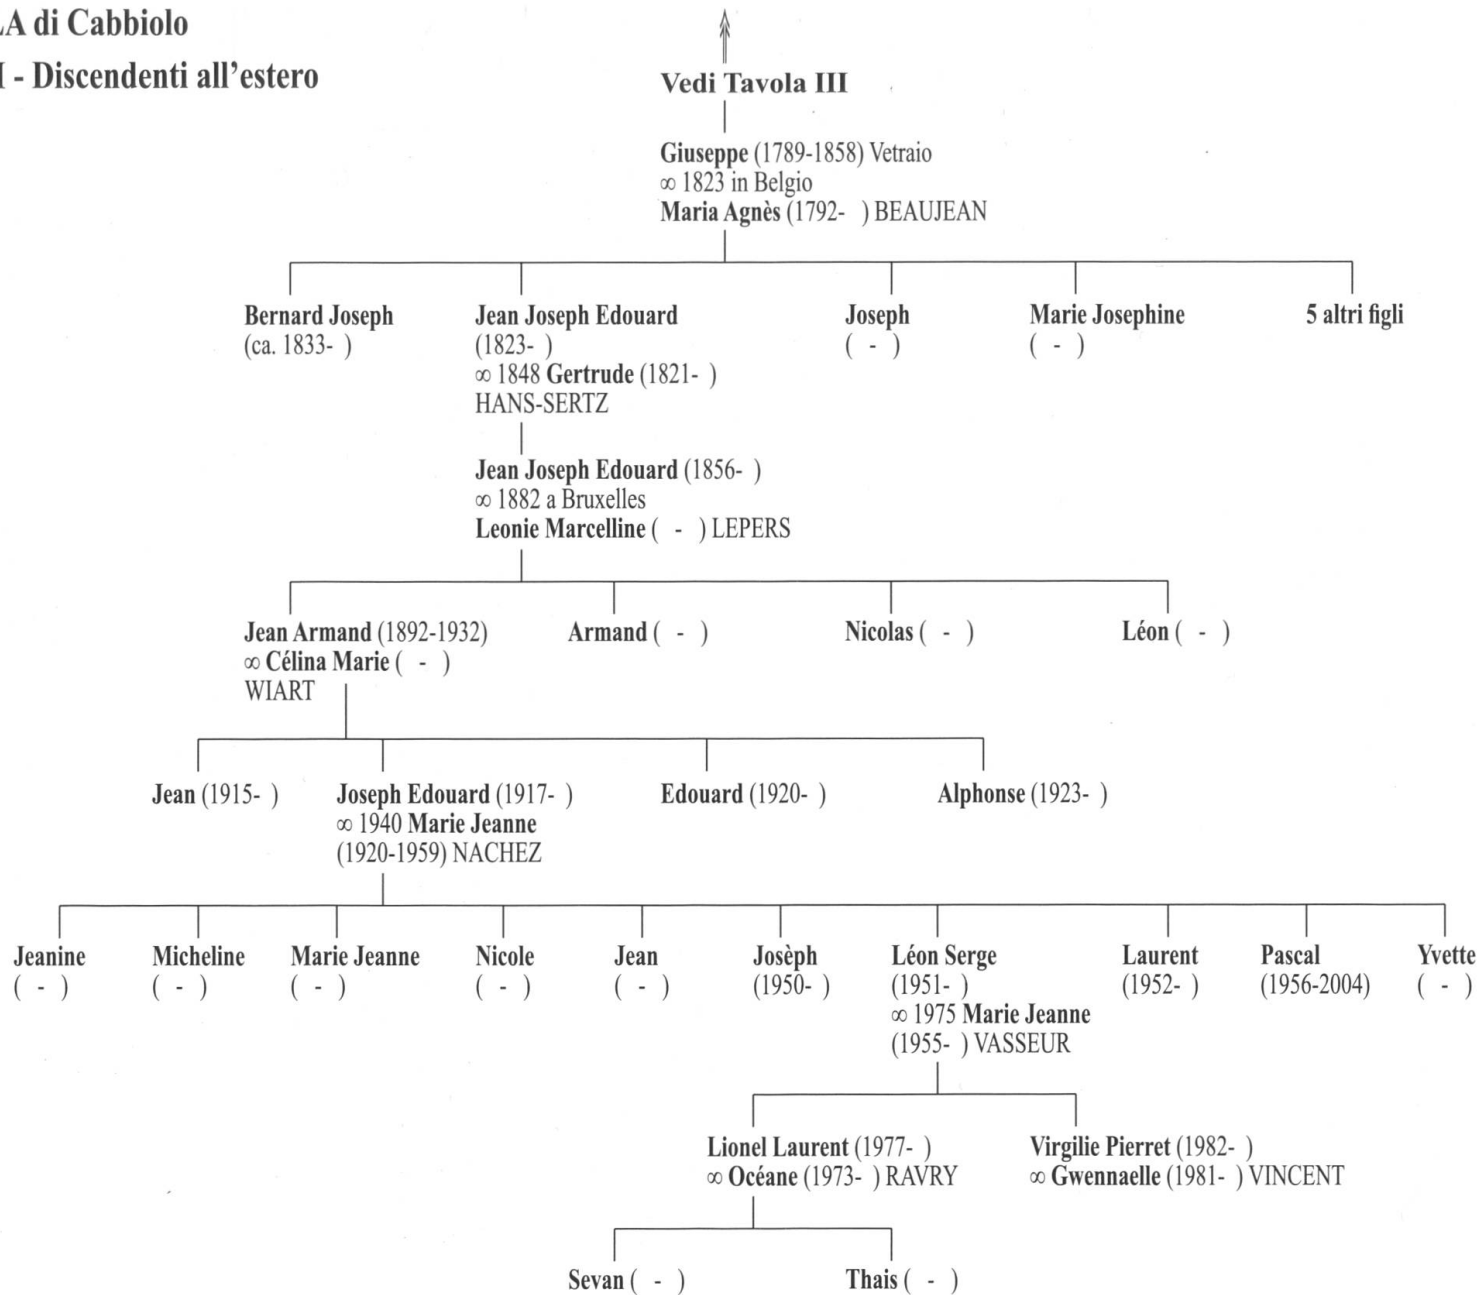 LA di Cabbiolo
I - Discendenti all'estero
Vedi Tavola III
Giuseppe (1789-1858) Vetraio
∞ 1823 in Belgio
Maria Agnès (1792-   ) BEAUJEAN
Bernard Joseph
(ca. 1833-  )
Jean Joseph Edouard
(1823-  )
∞ 1848 Gertrude (1821-  )
HANS-SERTZ
Joseph
(  -  )
Marie Josephine
(  -  )
5 altri figli
Jean Joseph Edouard (1856-  )
∞ 1882 a Bruxelles
Leonie Marcelline (  -  ) LEPERS
Jean Armand (1892-1932)
∞ Célina Marie (  -  )
WIART
Armand (  -  )
Nicolas (  -  )
Léon (  -  )
Jean (1915-  )
Joseph Edouard (1917-  )
∞ 1940 Marie Jeanne
(1920-1959) NACHEZ
Edouard (1920-  )
Alphonse (1923-  )
Jeanine
(  -  )
Micheline
(  -  )
Marie Jeanne
(  -  )
Nicole
(  -  )
Jean
(  -  )
Josèph
(1950-  )
Léon Serge
(1951-  )
∞ 1975 Marie Jeanne
(1955-  ) VASSEUR
Laurent
(1952-  )
Pascal
(1956-2004)
Yvette
(  -  )
Lionel Laurent (1977-  )
∞ Océane (1973-  ) RAVRY
Virgilie Pierret (1982-  )
∞ Gwennaelle (1981-  ) VINCENT
Sevan (  -  )
Thais (  -  )